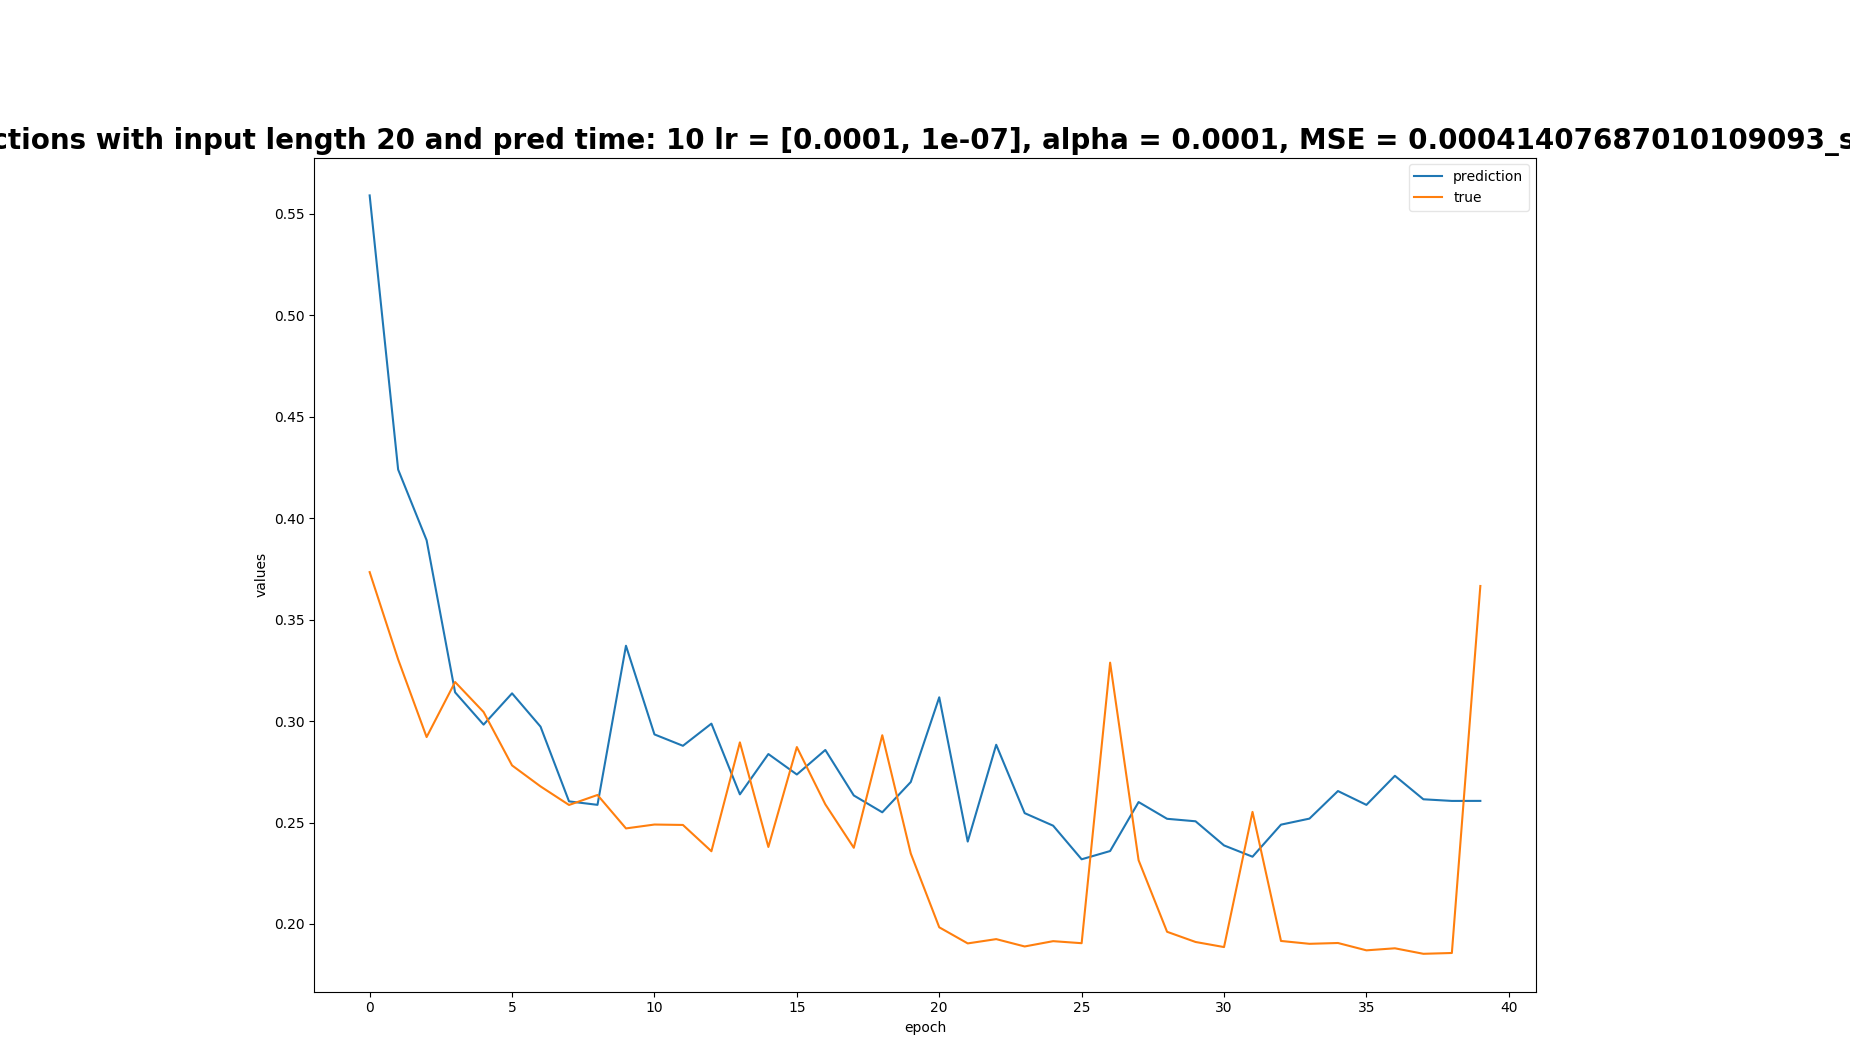 ctions with input length 20 and pred time: 10 lr = [0.0001, 1e-07], alpha = 0.0001, MSE = 0.00041407687010109093_s
prediction
true
0.55
0.50
0.45
0.40
0.35
0.30
0.25
0.20
values
0 5 10 15 20 25 30 35 40
epoch